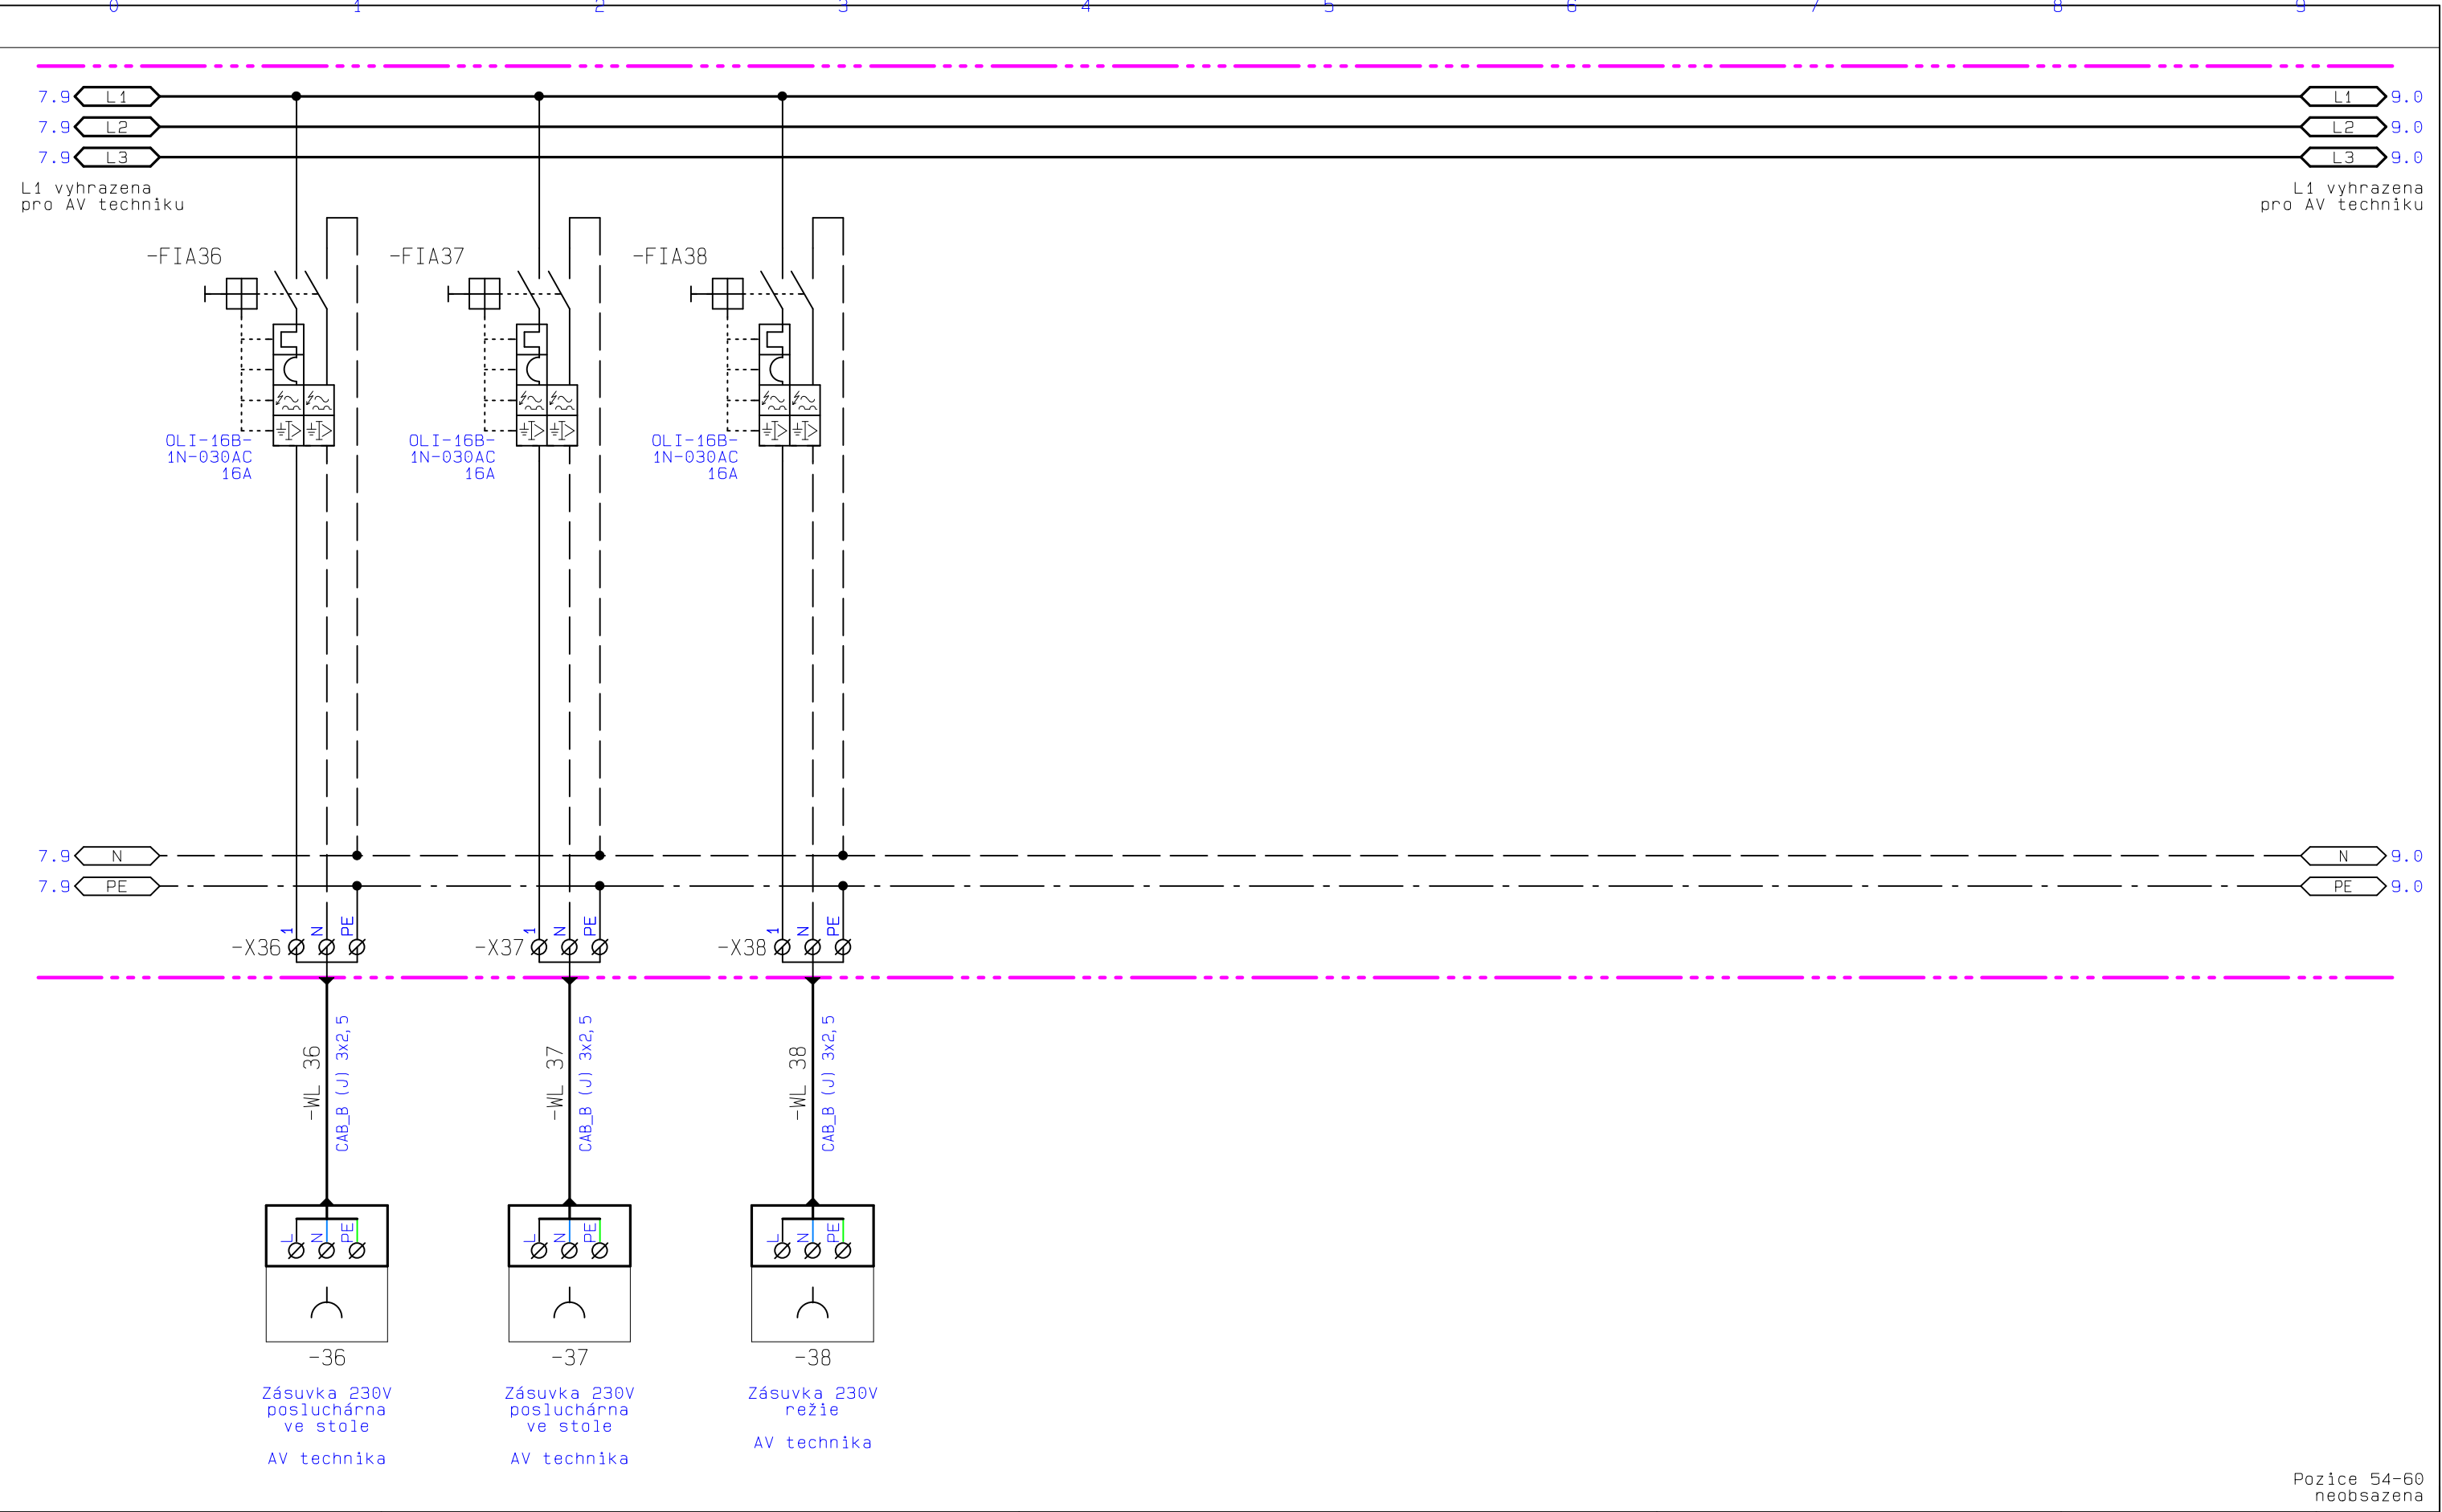 0 1 2 3 4 5 6 7 8 9
7.9 L1 L1 9.0
7.9 L2 L2 9.0
7.9 L3 L3 9.0
L1 vyhrazena
pro AV techniku
L1 vyhrazena
pro AV techniku
-FIA36
-FIA37
-FIA38
OLI-16B-
1N-030AC
16A
OLI-16B-
1N-030AC
16A
OLI-16B-
1N-030AC
16A
7.9 N N 9.0
7.9 PE PE 9.0
-X36 1 N PE
-X37 1 N PE
-X38 1 N PE
-WL 36
CAB_B (J) 3x2,5
-WL 37
CAB_B (J) 3x2,5
-WL 38
CAB_B (J) 3x2,5
L N PE
L N PE
L N PE
-36
-37
-38
Zásuvka 230V
posluchárna
ve stole
AV technika
Zásuvka 230V
posluchárna
ve stole
AV technika
Zásuvka 230V
režie
AV technika
Pozice 54-60
neobsazena